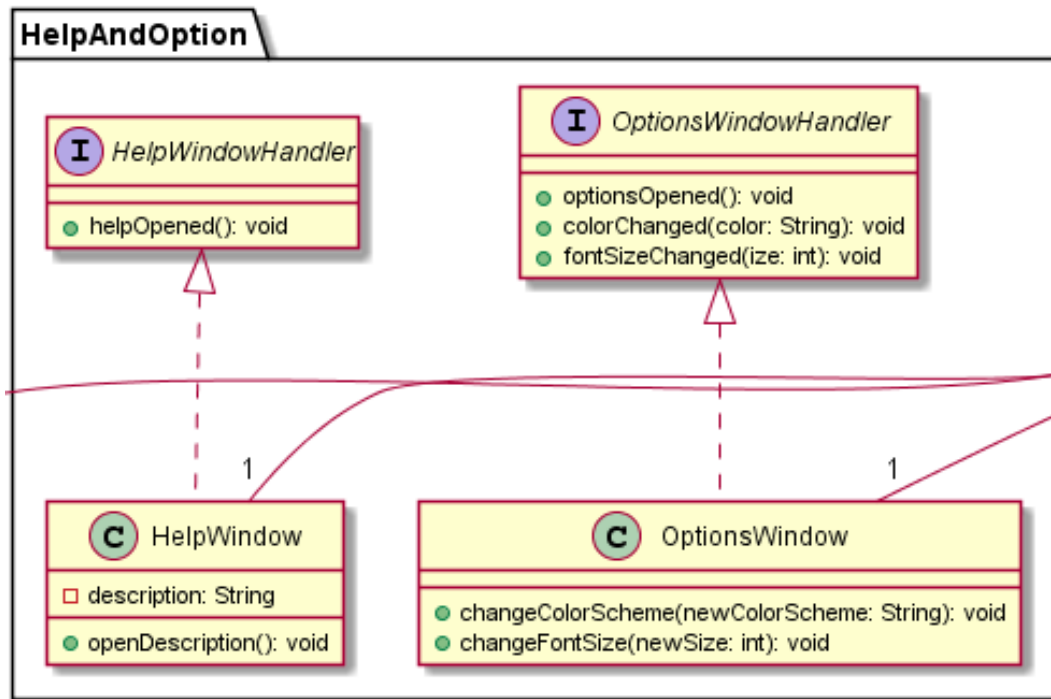 HelpAndOption
I HelpWindowHandler
helpOpened(): void
I OptionsWindowHandler
optionsOpened(): void
colorChanged(color: String): void
fontSizeChanged(ize: int): void
1
1
C HelpWindow
description: String
openDescription(): void
C OptionsWindow
changeColorScheme(newColorScheme: String): void
changeFontSize(newSize: int): void